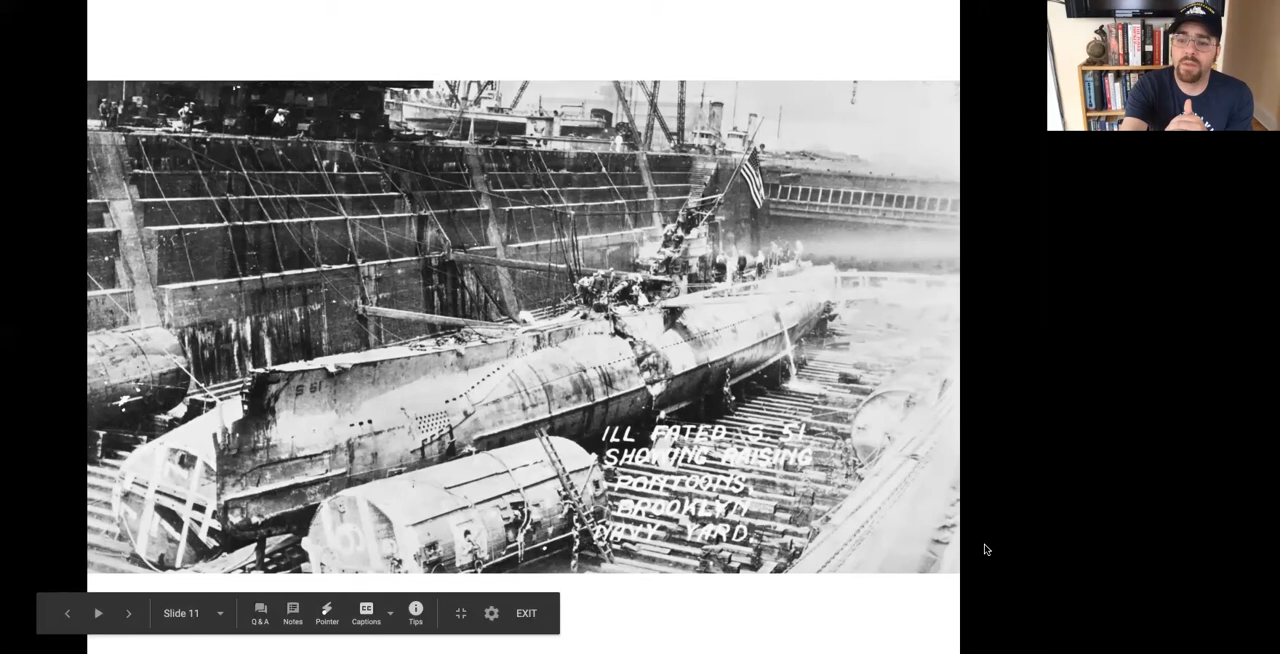 S 51
ILL FATED S 51
SHOWING RAISING
PONTOONS.
BROOKLYN
NAVY YARD
Slide 11
Q & A
Notes
Pointer
Captions
Tips
EXIT